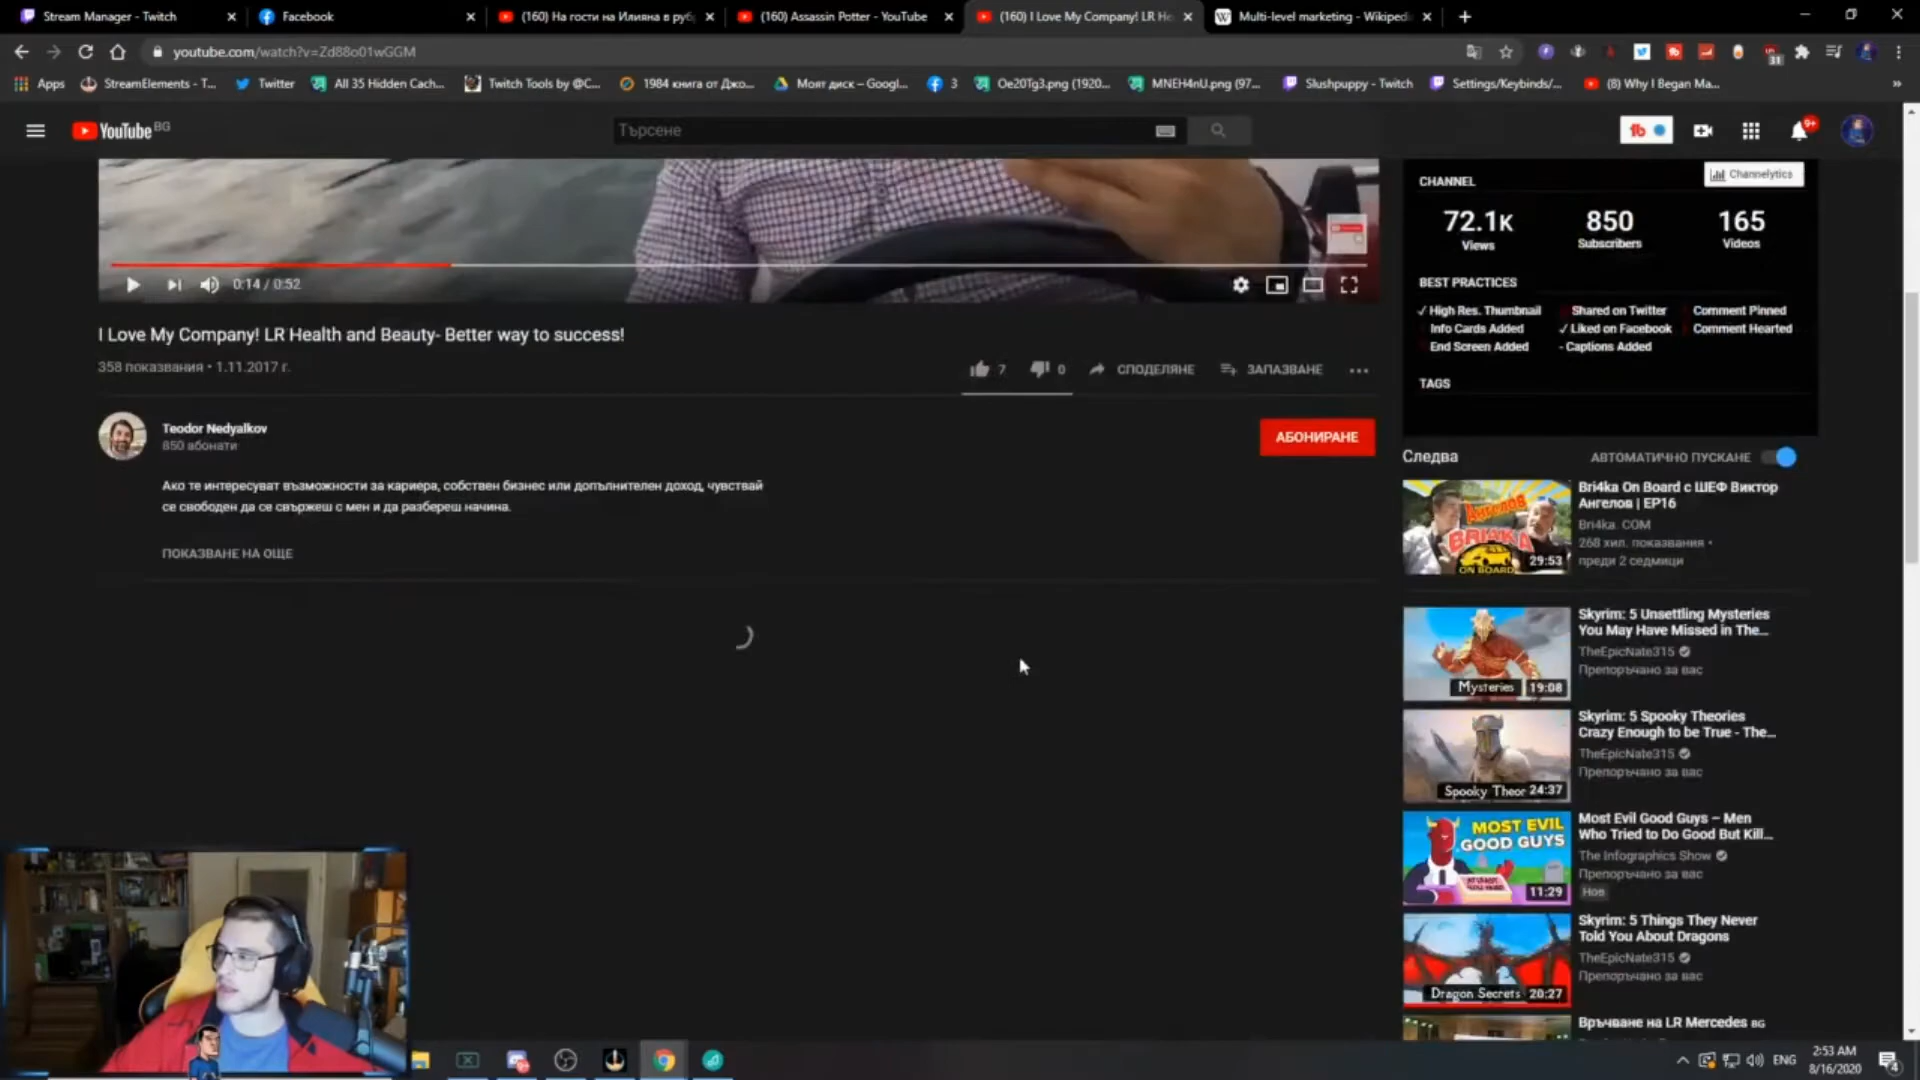 Stream Manager - Twitch
Facebook
(160) На гости на Илияна в руб
(160) Assassin Potter - YouTube
(160) I Love My Company! LR He
Multi-level marketing - Wikiped
youtube.com/watch?v=Zd88o01wGGM
31
Apps
StreamElements - T...
Twitter
All 35 Hidden Cach...
Twitch Tools by @C...
1984 книга от Джо...
Моят диск – Googl...
3
Oe20Tg3.png (1920...
MNEH4nU.png (97...
Slushpuppy - Twitch
Settings/Keybinds/...
(8) Why I Began Ma...
YouTube BG
Търсене
9+
CHANNEL
Channelytics
72.1K
850
165
Views
Subscribers
Videos
BEST PRACTICES
✓ High Res. Thumbnail
Shared on Twitter
Comment Pinned
Info Cards Added
✓ Liked on Facebook
Comment Hearted
End Screen Added
- Captions Added
TAGS
0:14 / 0:52
I Love My Company! LR Health and Beauty- Better way to success!
358 показвания • 1.11.2017 г.
7
0
СПОДЕЛЯНЕ
ЗАПАЗВАНЕ
Teodor Nedyalkov
850 абонати
АБОНИРАНЕ
Ако те интересуват възможности за кариера, собствен бизнес или допълнителен доход, чувствай
се свободен да се свържеш с мен и да разбереш начина.
ПОКАЗВАНЕ НА ОЩЕ
Следва
АВТОМАТИЧНО ПУСКАНЕ
Ангелов
BRI4KA
ON BOARD
29:53
Bri4ka On Board с ШЕФ Виктор
Ангелов | EP16
Bri4ka. COM
268 хил. показвания •
преди 2 седмици
Mysteries
19:08
Skyrim: 5 Unsettling Mysteries
You May Have Missed in The...
TheEpicNate315
Препоръчано за вас
Spooky Theor
24:37
Skyrim: 5 Spooky Theories
Crazy Enough to be True - The...
TheEpicNate315
Препоръчано за вас
MOST EVIL
GOOD GUYS
11:29
Most Evil Good Guys – Men
Who Tried to Do Good But Kill...
The Infographics Show
Препоръчано за вас
Нов
Dragon Secrets
20:27
Skyrim: 5 Things They Never
Told You About Dragons
TheEpicNate315
Препоръчано за вас
Връчване на LR Mercedes BG
ENG
2:53 AM
8/16/2020
4